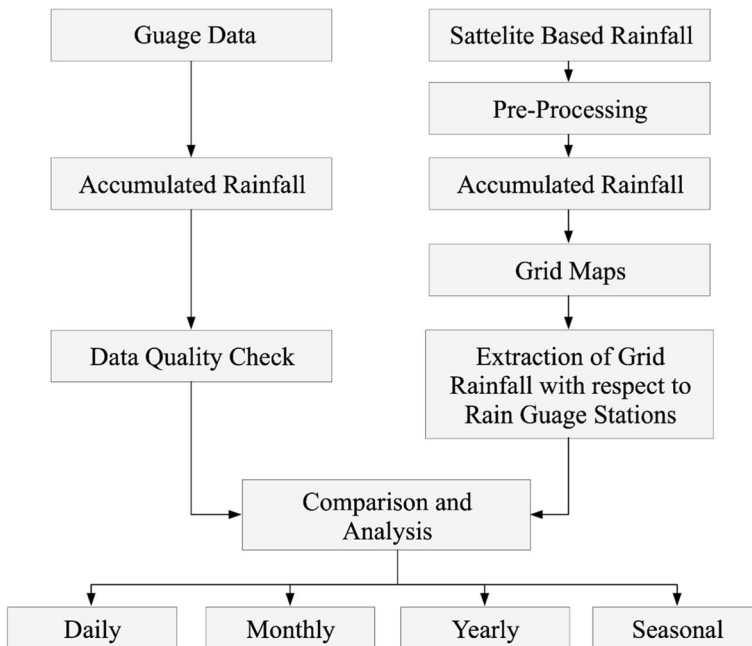 Guage Data
Accumulated Rainfall
Data Quality Check
Sattelite Based Rainfall
Pre-Processing
Accumulated Rainfall
Grid Maps
Extraction of Grid
Rainfall with respect to
Rain Guage Stations
Comparison and
Analysis
Daily
Monthly
Yearly
Seasonal